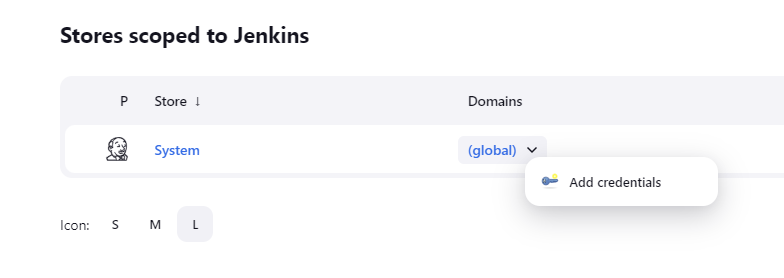 Stores scoped to Jenkins
P Store ↓ Domains
System (global)
Add credentials
Icon: S M L